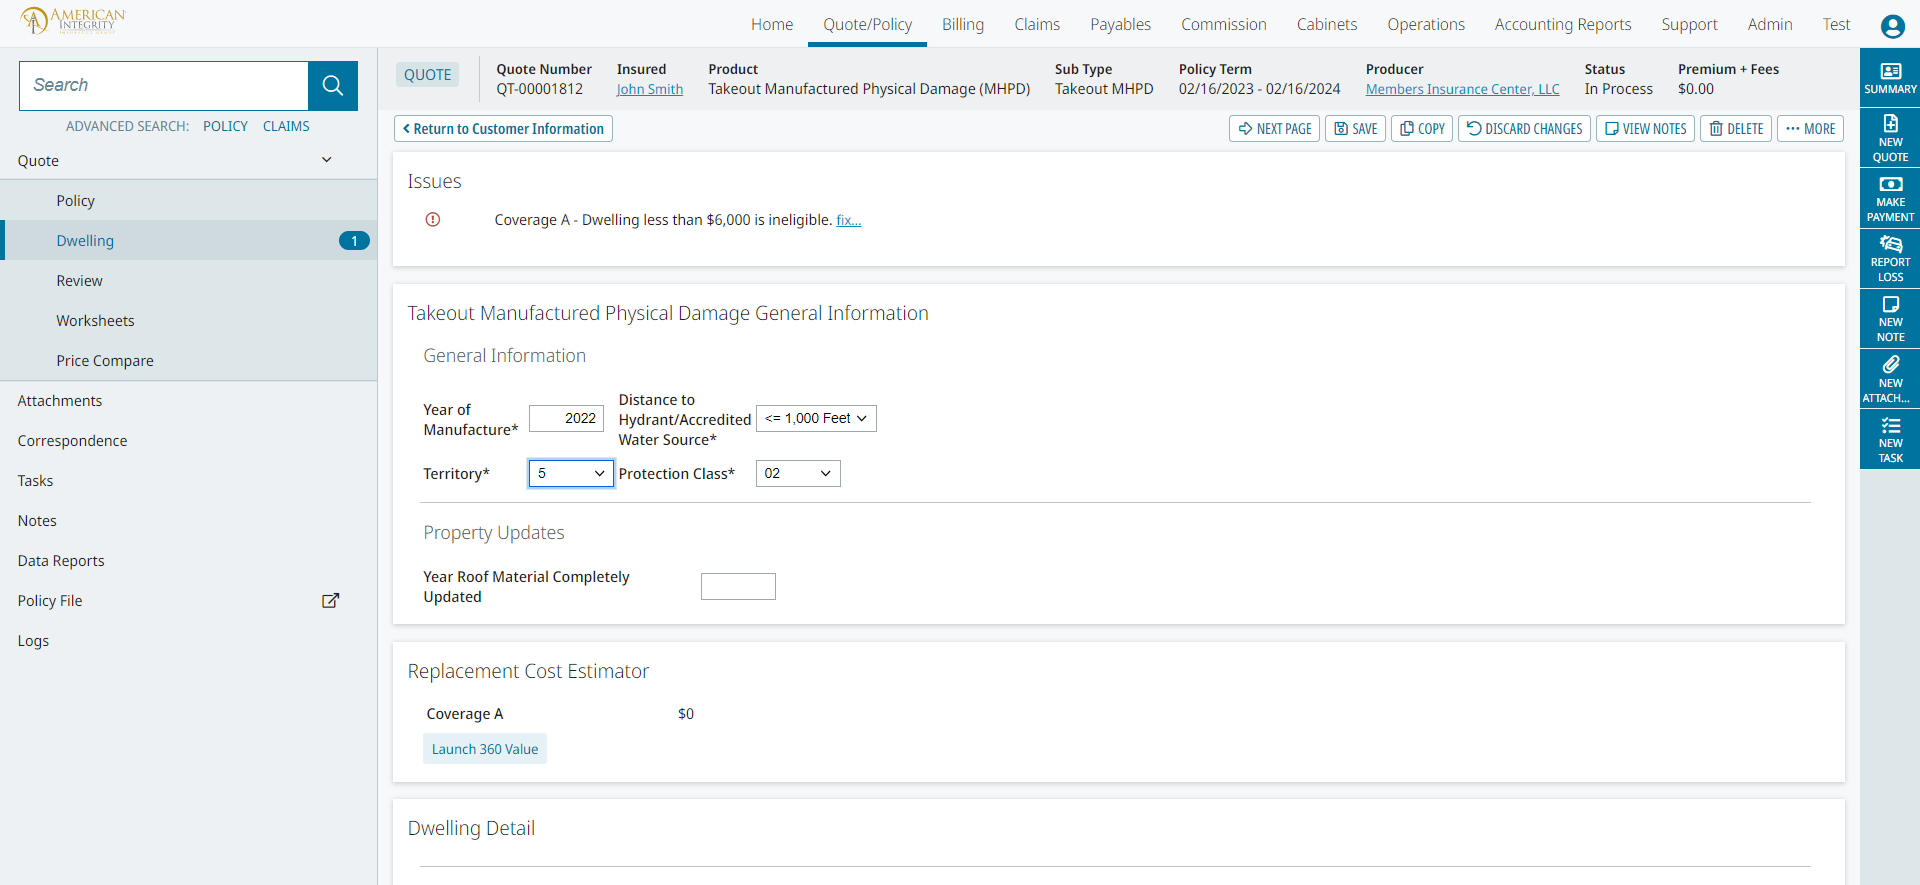 AMERICAN
INTEGRITY
Home
Quote/Policy
Billing
Claims
Payables
Commission
Cabinets
Operations
Accounting Reports
Support
Admin
Test
Search
ADVANCED SEARCH: POLICY CLAIMS
Quote
Policy
Dwelling 1
Review
Worksheets
Price Compare
Attachments
Correspondence
Tasks
Notes
Data Reports
Policy File
Logs
QUOTE
Quote Number
QT-00001812
Insured
John Smith
Product
Takeout Manufactured Physical Damage (MHPD)
Sub Type
Takeout MHPD
Policy Term
02/16/2023 - 02/16/2024
Producer
Members Insurance Center, LLC
Status
In Process
Premium + Fees
$0.00
Return to Customer Information
NEXT PAGE
SAVE
COPY
DISCARD CHANGES
VIEW NOTES
DELETE
MORE
Issues
Coverage A - Dwelling less than $6,000 is ineligible. fix...
Takeout Manufactured Physical Damage General Information
General Information
Year of
Manufacture*
2022
Distance to
Hydrant/Accredited
Water Source*
<= 1,000 Feet
Territory*
5
Protection Class*
02
Property Updates
Year Roof Material Completely
Updated
Replacement Cost Estimator
Coverage A $0
Launch 360 Value
Dwelling Detail
SUMMARY
NEW
QUOTE
MAKE
PAYMENT
REPORT
LOSS
NEW
NOTE
NEW
ATTACH...
NEW
TASK